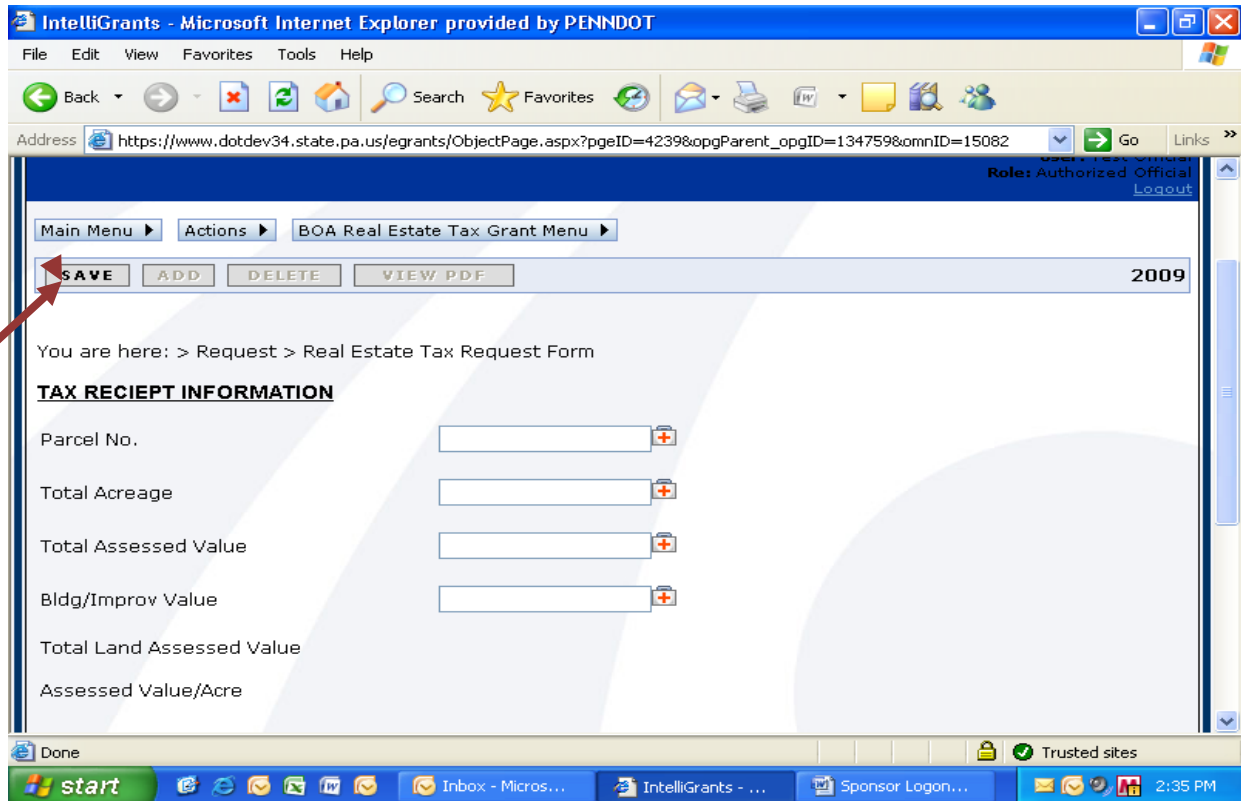 IntelliGrants - Microsoft Internet Explorer provided by PENNDOT
File Edit View Favorites Tools Help
Back Search Favorites
Address https://www.dotdev34.state.pa.us/egrants/ObjectPage.aspx?pgeID=4239&opgParent_opgID=134759&omnID=15082 Go Links »
User: Test Official
Role: Authorized Official
Logout
Main Menu Actions BOA Real Estate Tax Grant Menu
SAVE ADD DELETE VIEW PDF 2009
You are here: > Request > Real Estate Tax Request Form
TAX RECIEPT INFORMATION
Parcel No.
Total Acreage
Total Assessed Value
Bldg/Improv Value
Total Land Assessed Value
Assessed Value/Acre
Done Trusted sites
start Inbox - Micros... IntelliGrants - ... Sponsor Logon... 2:35 PM